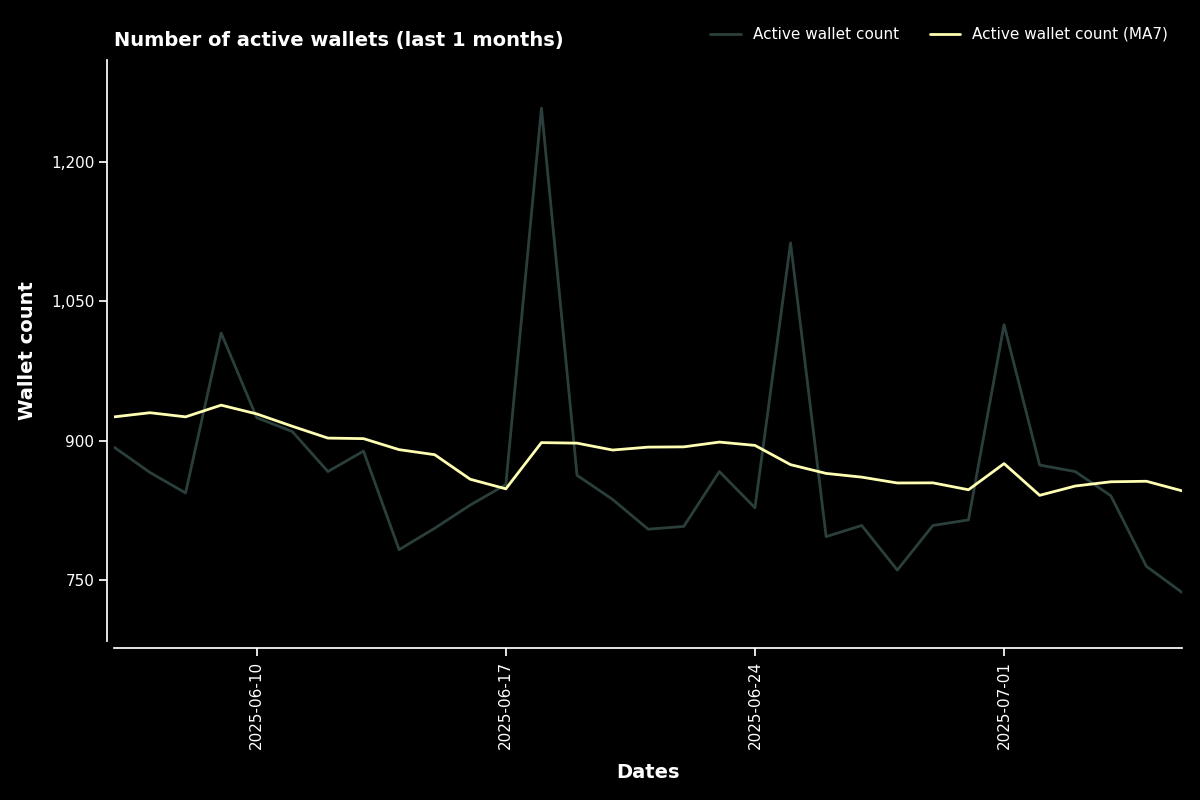 Number of active wallets (last 1 months)
Active wallet count
Active wallet count (MA7)
Wallet count
1,200
1,050
900
750
2025-06-10
2025-06-17
2025-06-24
2025-07-01
Dates